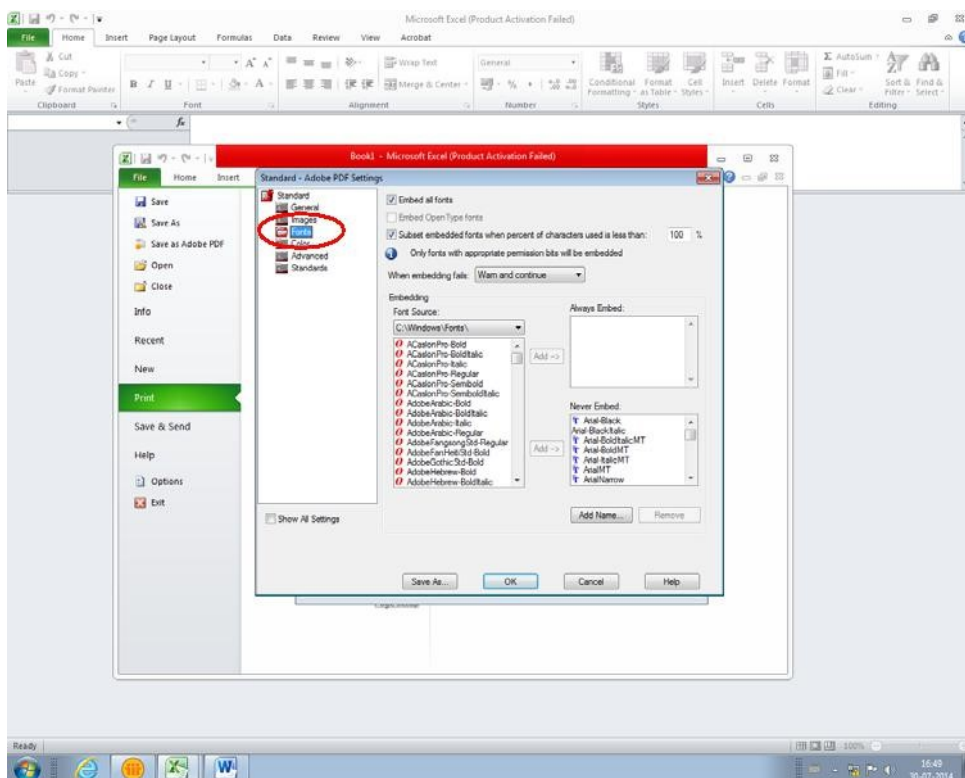 Microsoft Excel (Product Activation Failed)
File Home Insert Page Layout Formulas Data Review View Acrobat
Cut
Copy
Format Painter
Paste
Clipboard
B I U
Font
Wrap Text
Merge & Center
Alignment
General
Number
Conditional Formatting
Format as Table
Cell Styles
Styles
Insert Delete Format
Cells
AutoSum
Fill
Clear
Sort & Filter
Find & Select
Editing
fx
Book1 - Microsoft Excel (Product Activation Failed)
File Home Insert
Save
Save As
Save as Adobe PDF
Open
Close
Info
Recent
New
Print
Save & Send
Help
Options
Exit
Standard - Adobe PDF Settings
Standard
General
Images
Fonts
Color
Advanced
Standards
Show All Settings
Embed all fonts
Embed OpenType fonts
Subset embedded fonts when percent of characters used is less than: 100 %
Only fonts with appropriate permission bits will be embedded
When embedding fails: Warn and continue
Embedding
Font Source:
C:\Windows\Fonts\
ACaslonPro-Bold
ACaslonPro-BoldItalic
ACaslonPro-Italic
ACaslonPro-Regular
ACaslonPro-Semibold
ACaslonPro-SemiboldItalic
AdobeArabic-Bold
AdobeArabic-BoldItalic
AdobeArabic-Italic
AdobeArabic-Regular
AdobeFangsongStd-Regular
AdobeFanHeitiStd-Bold
AdobeGothicStd-Bold
AdobeHebrew-Bold
AdobeHebrew-BoldItalic
Add ->
Always Embed:
Never Embed:
Add ->
Arial-Black
Arial-BlackItalic
Arial-BoldItalicMT
Arial-BoldMT
Arial-ItalicMT
ArialMT
ArialNarrow
Add Name... Remove
Save As... OK Cancel Help
Ready
100%
16:49
30-07-2014